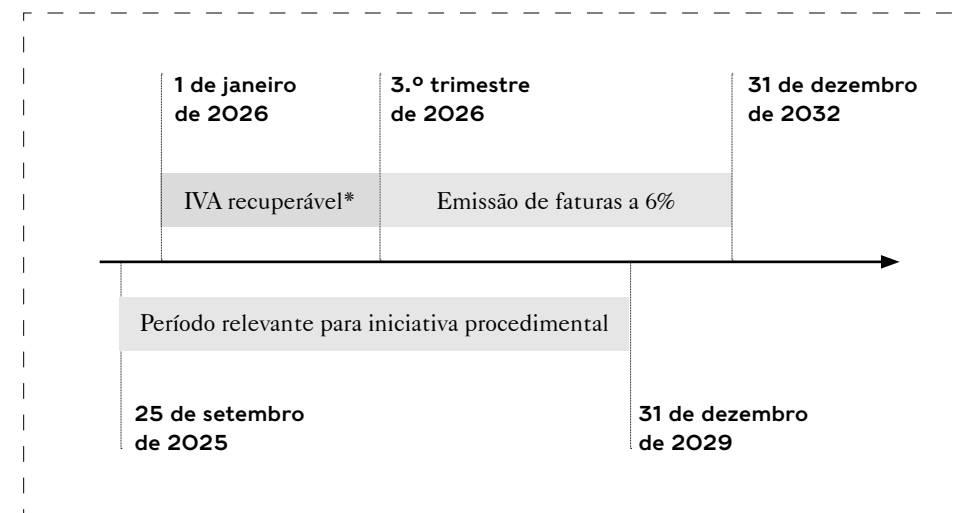 1 de janeiro
de 2026
3.º trimestre
de 2026
31 de dezembro
de 2032
IVA recuperável*
Emissão de faturas a 6%
Período relevante para iniciativa procedimental
25 de setembro
de 2025
31 de dezembro
de 2029